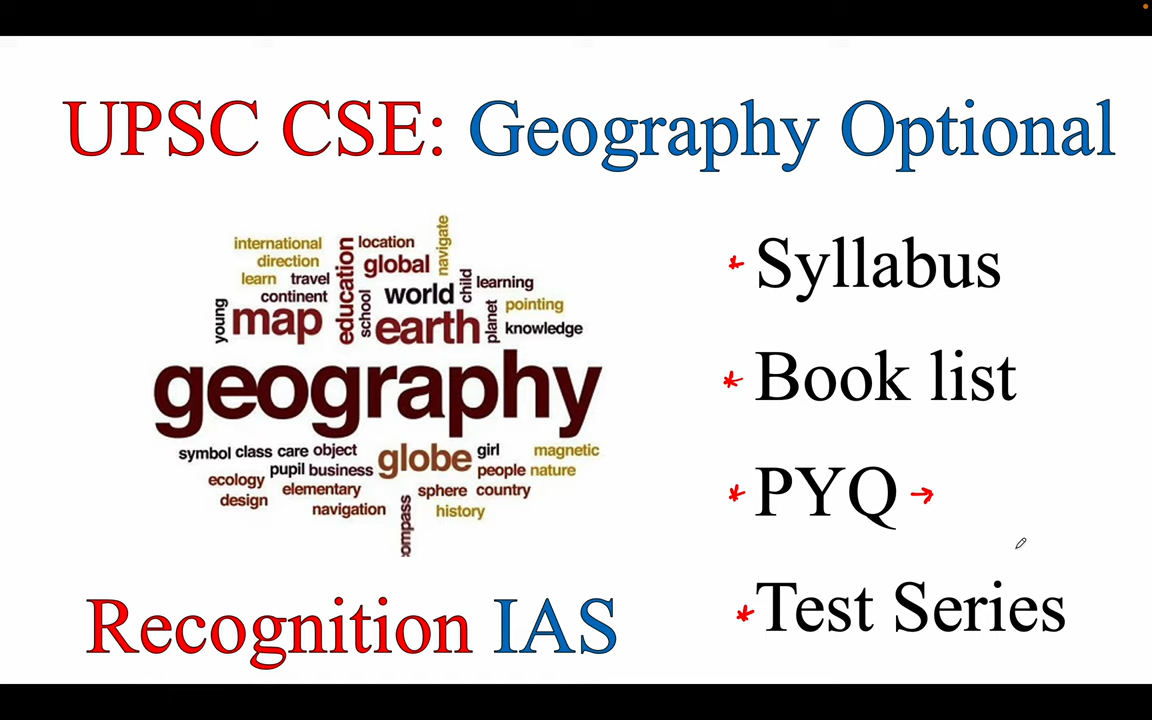 UPSC CSE: Geography Optional
international
direction
learn travel
continent
young
map
education
school
location
global
navigate
world
child
learning
earth
planet
pointing
knowledge
geography
symbol class care object
pupil business
globe
girl
magnetic
ecology
elementary
people nature
design
navigation
sphere country
history
ompass
Syllabus
Book list
PYQ →
Test Series
Recognition IAS